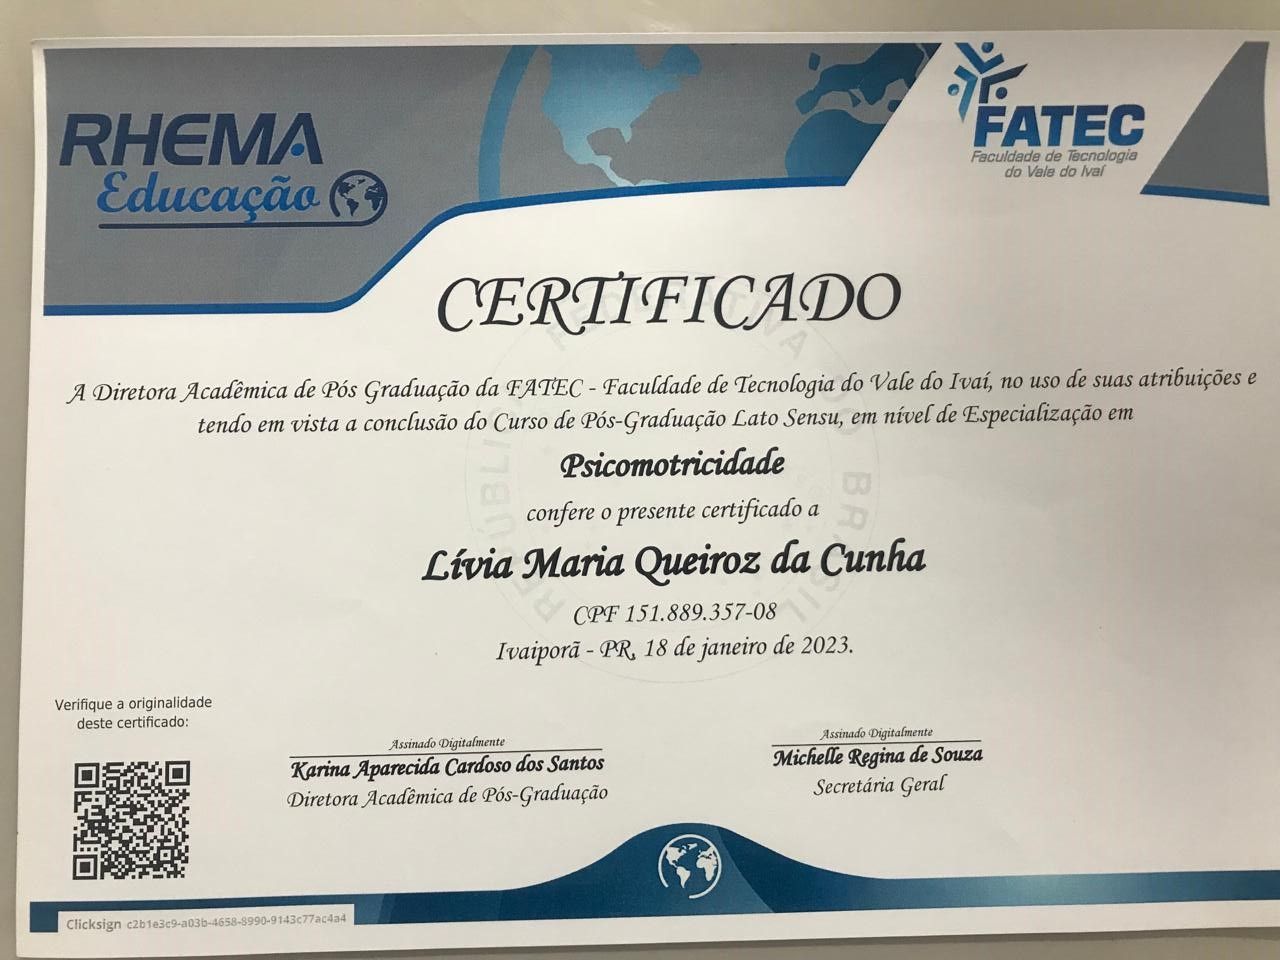 RHEMA
Educação
FATEC
Faculdade de Tecnologia
do Vale do Ivaí
CERTIFICADO
A Diretora Acadêmica de Pós Graduação da FATEC - Faculdade de Tecnologia do Vale do Ivaí, no uso de suas atribuições e
tendo em vista a conclusão do Curso de Pós-Graduação Lato Sensu, em nível de Especialização em
Psicomotricidade
confere o presente certificado a
Lívia Maria Queiroz da Cunha
CPF 151.889.357-08
Ivaiporã - PR, 18 de janeiro de 2023.
REPÚBLICA FEDERATIVA DO BRASIL
Verifique a originalidade
deste certificado:
Assinado Digitalmente
Karina Aparecida Cardoso dos Santos
Diretora Acadêmica de Pós-Graduação
Assinado Digitalmente
Michelle Regina de Souza
Secretária Geral
Clicksign c2b1e3c9-a03b-4658-8990-9143c77ac4a4